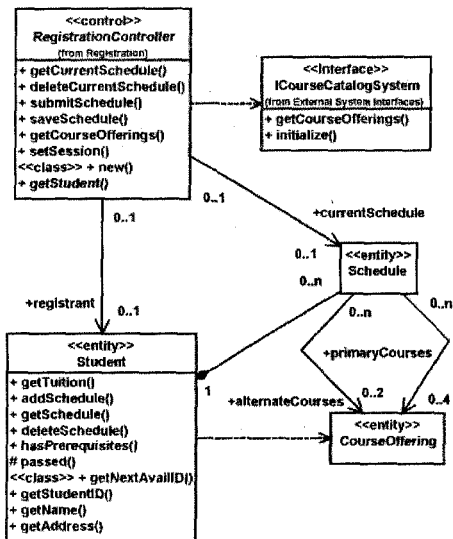 <<control>>
RegistrationController
(from Registration)
+ getCurrentSchedule()
+ deleteCurrentSchedule()
+ submitSchedule()
+ saveSchedule()
+ getCourseOfferings()
+ setSession()
<<class>> + new()
+ getStudent()
<<Interface>>
ICourseCatalogSystem
(from External System Interfaces)
+ getCourseOfferings()
+ initialize()
0..1
0..1
+currentSchedule
0..1
<<entity>>
Schedule
0..n
0..n
0..n
+registrant
0..1
+primaryCourses
<<entity>>
Student
+ getTuition()
+ addSchedule()
+ getSchedule()
+ deleteSchedule()
+ hasPrerequisites()
# passed()
<<class>> + getNextAvailID()
+ getStudentID()
+ getName()
+ getAddress()
1
+alternateCourses
0..2
0..4
<<entity>>
CourseOffering